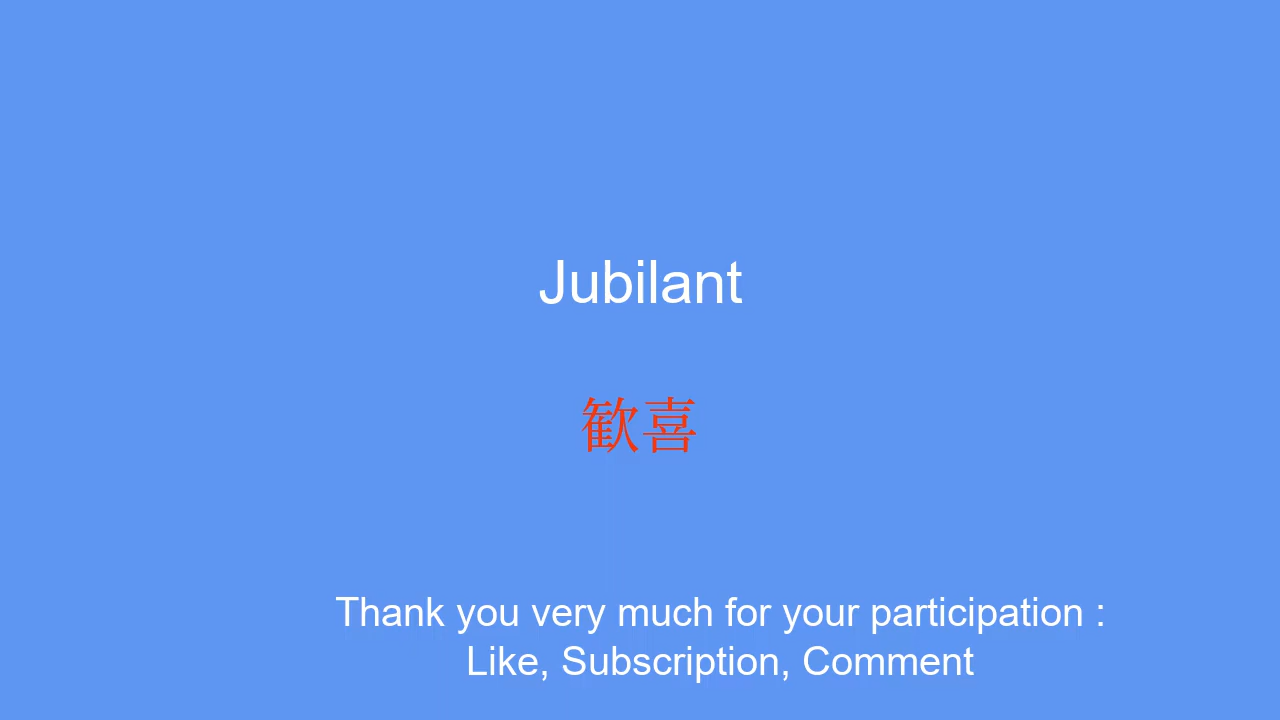 Jubilant
歓喜
Thank you very much for your participation :
Like, Subscription, Comment